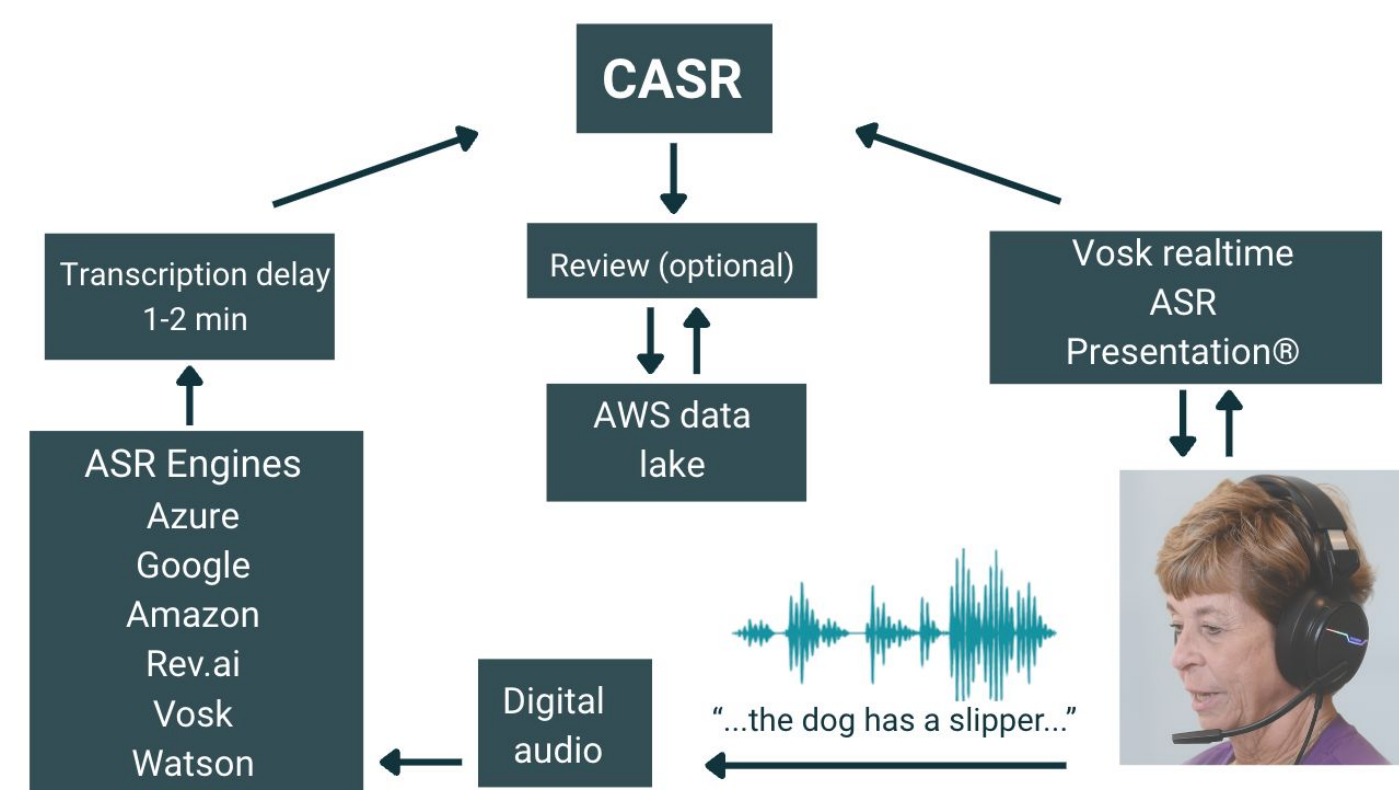 CASR
Transcription delay
1-2 min
Review (optional)
Vosk realtime
ASR
Presentation®
AWS data
lake
ASR Engines
Azure
Google
Amazon
Rev.ai
Vosk
Watson
Digital
audio
“...the dog has a slipper...”